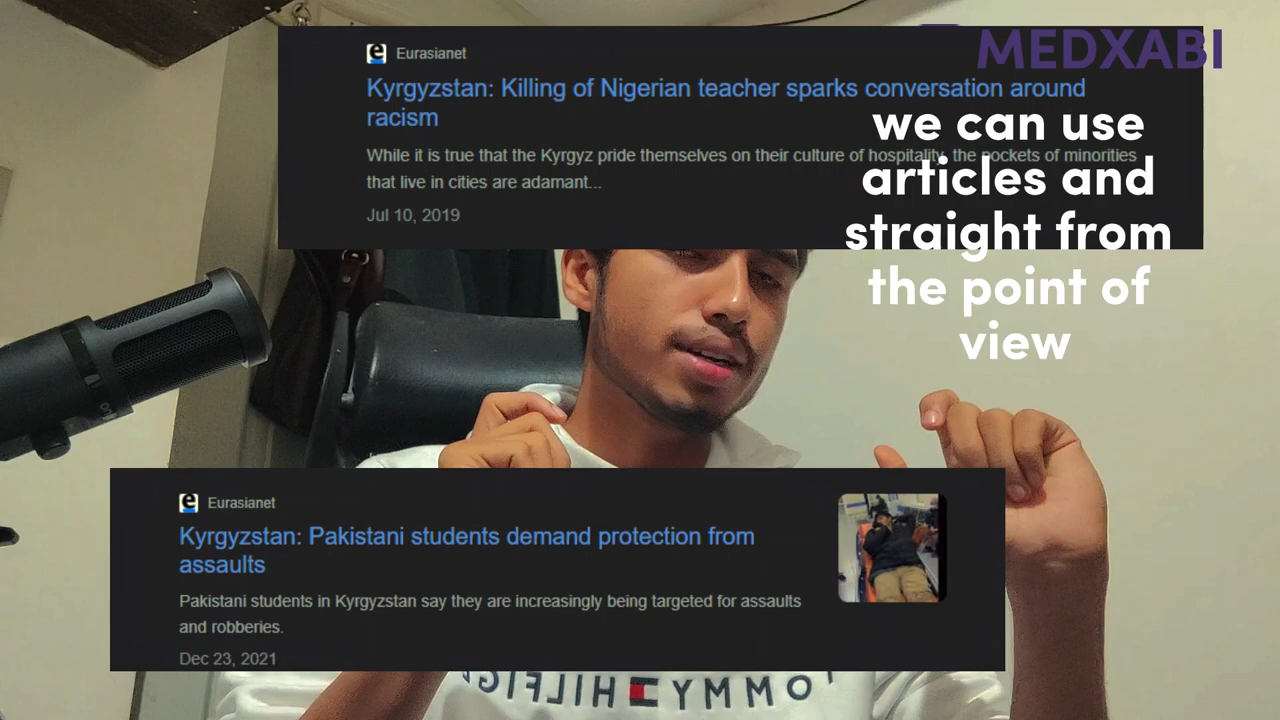 MEDXABI
Eurasianet
Kyrgyzstan: Killing of Nigerian teacher sparks conversation around
racism
While it is true that the Kyrgyz pride themselves on their culture of hospitality, the pockets of minorities
that live in cities are adamant...
Jul 10, 2019
we can use
articles and
straight from
the point of
view
Eurasianet
Kyrgyzstan: Pakistani students demand protection from
assaults
Pakistani students in Kyrgyzstan say they are increasingly being targeted for assaults
and robberies.
Dec 23, 2021
TOMMY HILFIG